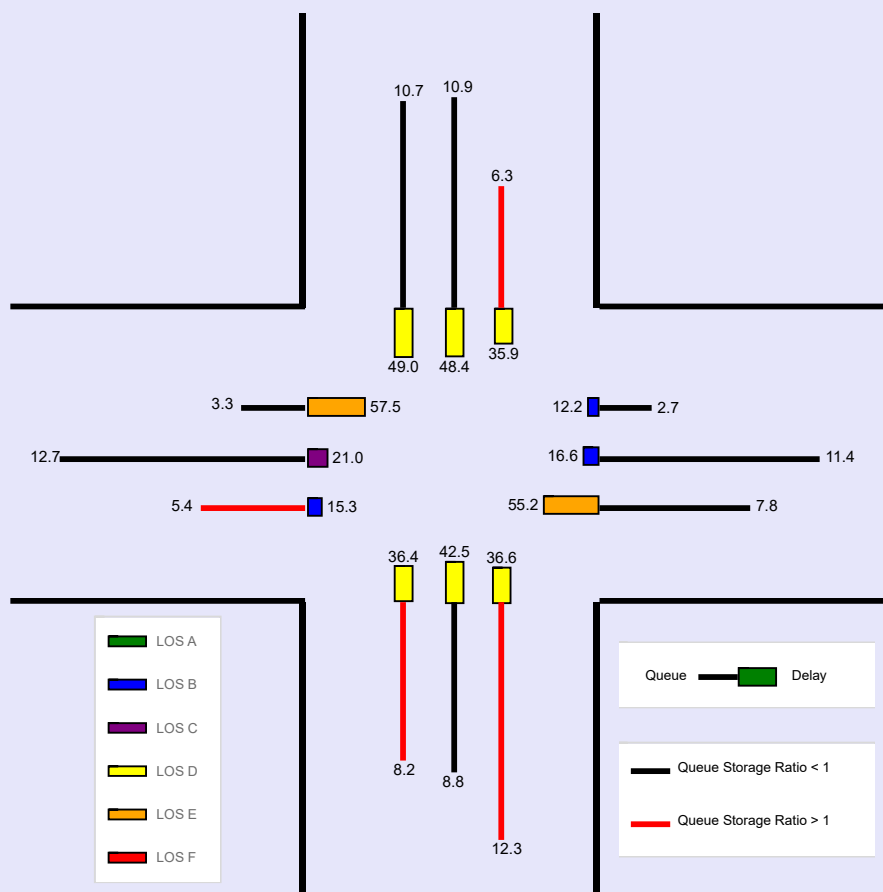 10.7
10.9
6.3
35.9
49.0
48.4
3.3
57.5
12.2
2.7
12.7
21.0
16.6
11.4
5.4
15.3
55.2
7.8
36.4
42.5
36.6
8.2
8.8
12.3
LOS A
LOS B
LOS C
LOS D
LOS E
LOS F
Queue
Delay
Queue Storage Ratio < 1
Queue Storage Ratio > 1